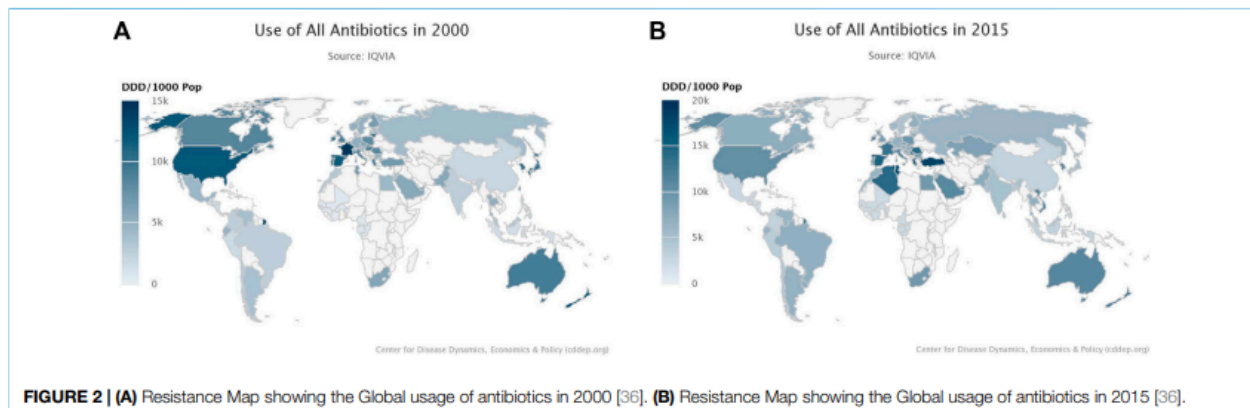 A
Use of All Antibiotics in 2000
Source: IQVIA
DDD/1000 Pop
15k
10k
5k
0
Center for Disease Dynamics, Economics & Policy (cddep.org)
B
Use of All Antibiotics in 2015
Source: IQVIA
DDD/1000 Pop
20k
15k
10k
5k
0
Center for Disease Dynamics, Economics & Policy (cddep.org)
FIGURE 2 | (A) Resistance Map showing the Global usage of antibiotics in 2000 [36]. (B) Resistance Map showing the Global usage of antibiotics in 2015 [36].